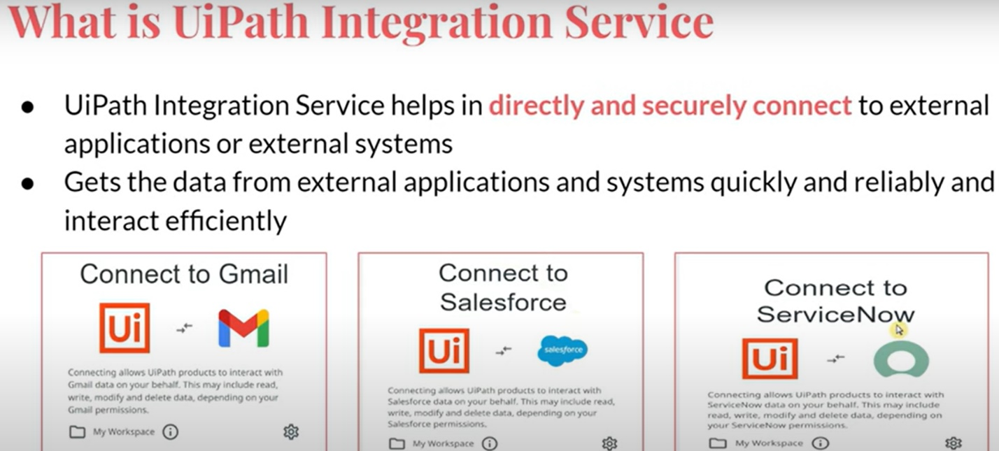 What is UiPath Integration Service
● UiPath Integration Service helps in directly and securely connect to external
applications or external systems
● Gets the data from external applications and systems quickly and reliably and
interact efficiently
Connect to Gmail
Ui
Connecting allows UiPath products to interact with
Gmail data on your behalf. This may include read,
write, modify and delete data, depending on your
Gmail permissions.
My Workspace
Connect to
Salesforce
Ui
salesforce
Connecting allows UiPath products to interact with
Salesforce data on your behalf. This may include read,
write, modify and delete data, depending on your
Salesforce permissions.
My Workspace
Connect to
ServiceNow
Ui
Connecting allows UiPath products to interact with
ServiceNow data on your behalf. This may include
read, write, modify and delete data, depending on
your ServiceNow permissions.
My Workspace